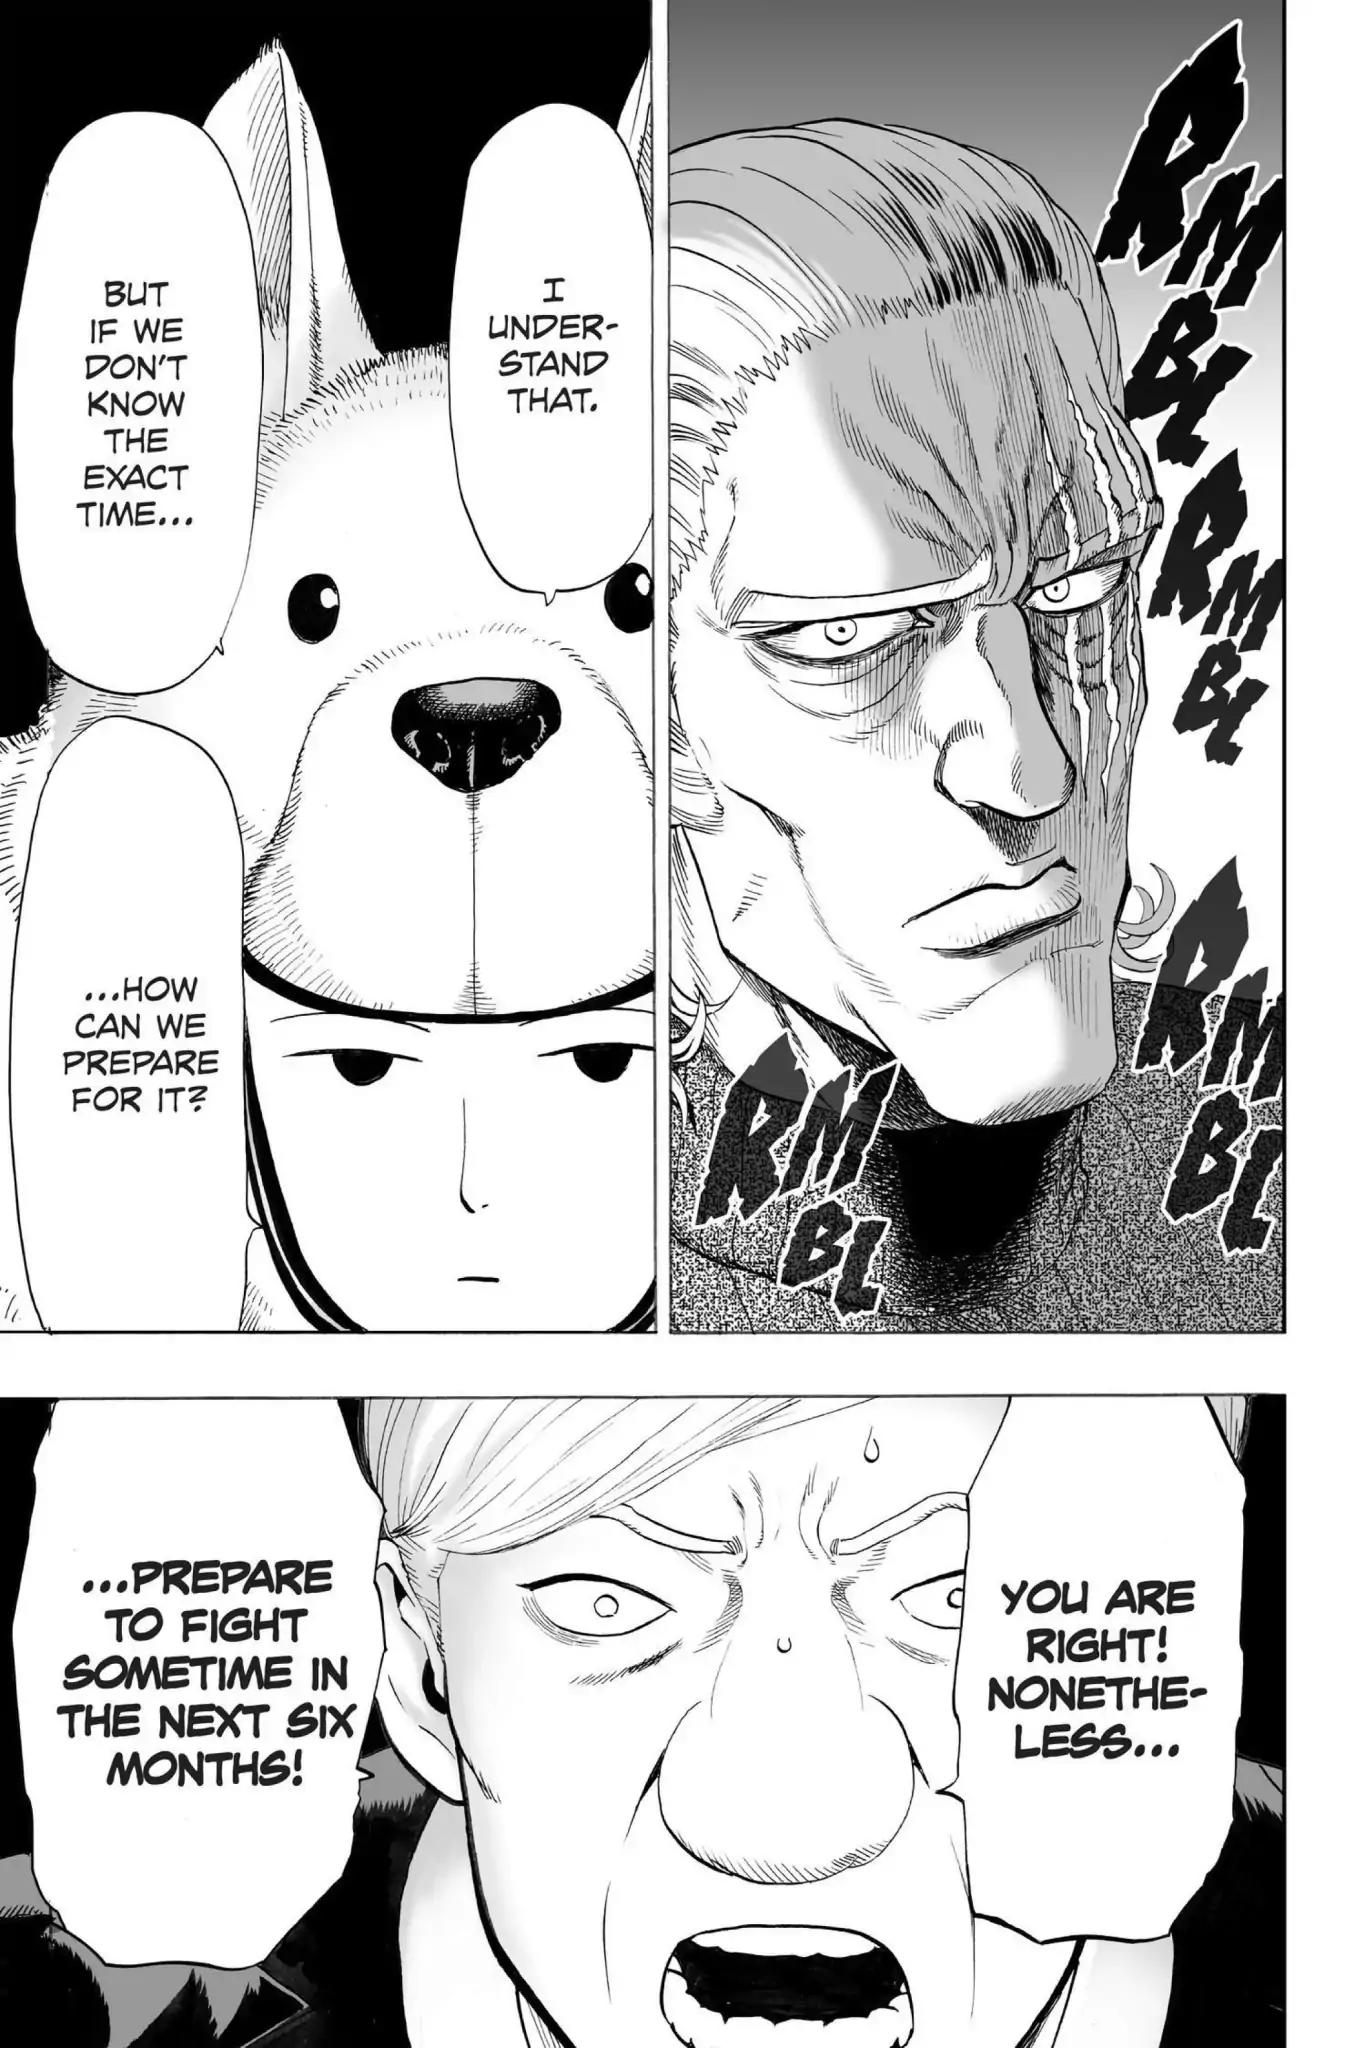 RMBL
RMBL
RMBL
RMBL
I
UNDER-
STAND
THAT.
BUT
IF WE
DON'T
KNOW
THE
EXACT
TIME...
...HOW
CAN WE
PREPARE
FOR IT?
YOU ARE
RIGHT!
NONETHE-
LESS...
...PREPARE
TO FIGHT
SOMETIME IN
THE NEXT SIX
MONTHS!